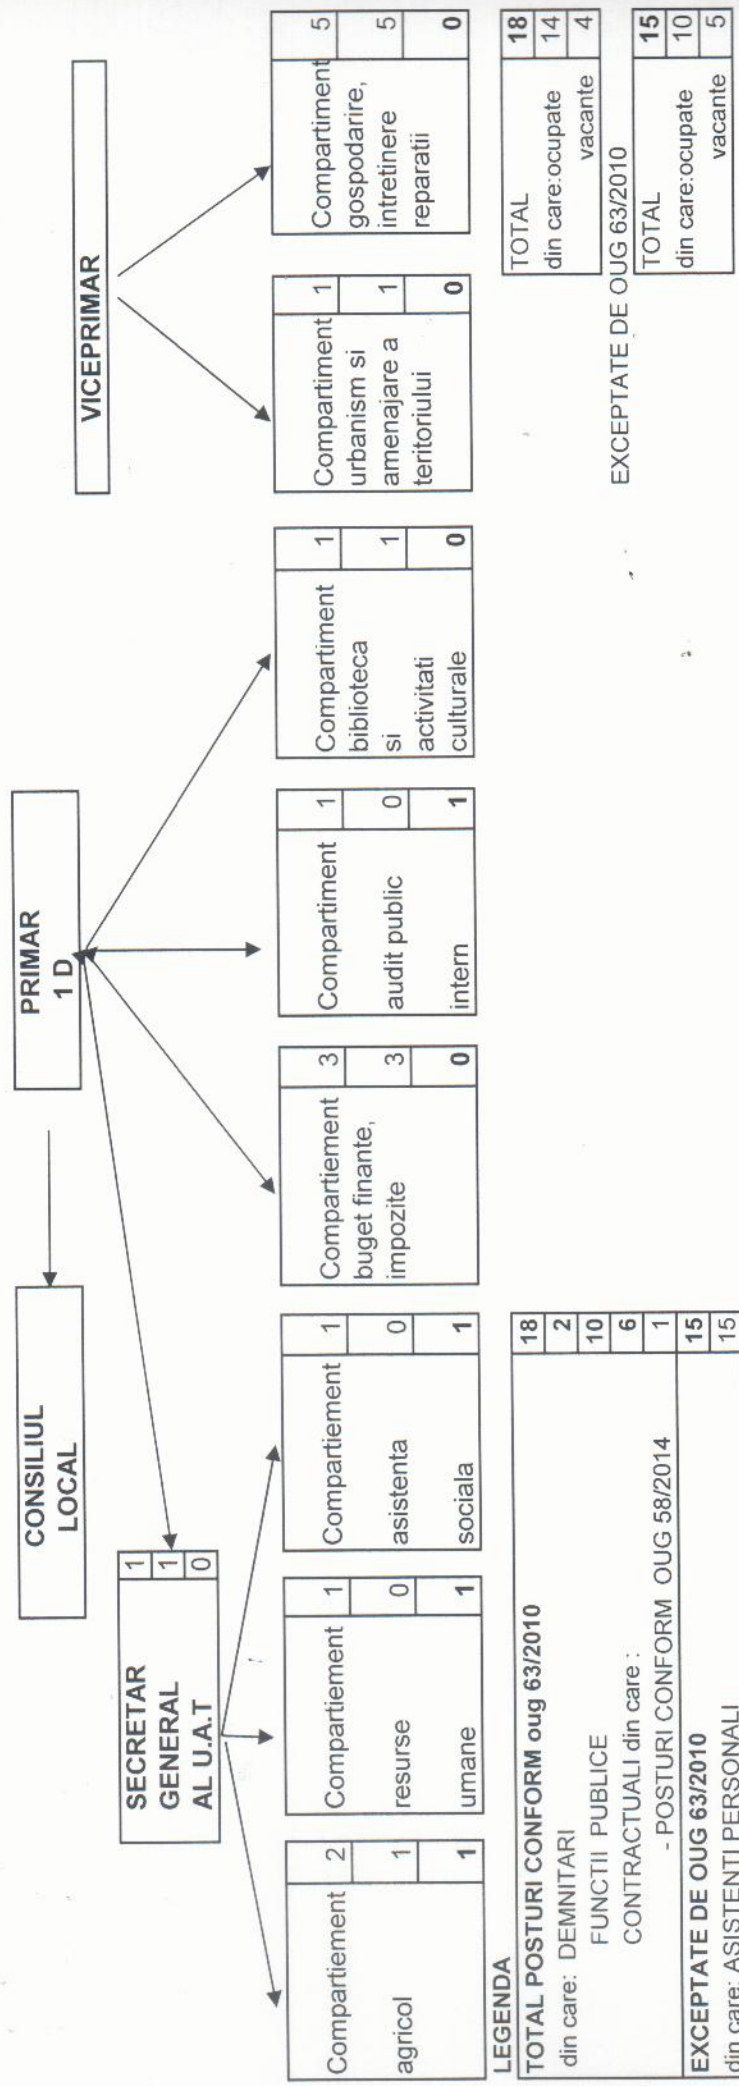 CONSILIUL
LOCAL
PRIMAR
1 D
VICEPRIMAR
SECRETAR
GENERAL
AL U.A.T
1
1
0
Compartiement
agricol
2
1
1
Compartiement
resurse
umane
1
0
1
Compartiement
asistenta
sociala
1
0
1
Compartiement
buget finante,
impozite
3
3
0
Compartiment
audit public
intern
1
0
1
Compartiment
biblioteca
si
activitati
culturale
1
1
0
Compartiment
urbanism si
amenajare a
teritoriului
1
1
0
Compartiment
gospodarire,
intretinere
reparatii
5
5
0
LEGENDA
TOTAL POSTURI CONFORM oug 63/2010 18
din care: DEMNITARI 2
FUNCTII PUBLICE 10
CONTRACTUALI din care : 6
- POSTURI CONFORM OUG 58/2014 1
EXCEPTATE DE OUG 63/2010 15
din care: ASISTENTI PERSONALI 15
TOTAL 18
din care:ocupate 14
vacante 4
EXCEPTATE DE OUG 63/2010
TOTAL 15
din care:ocupate 10
vacante 5